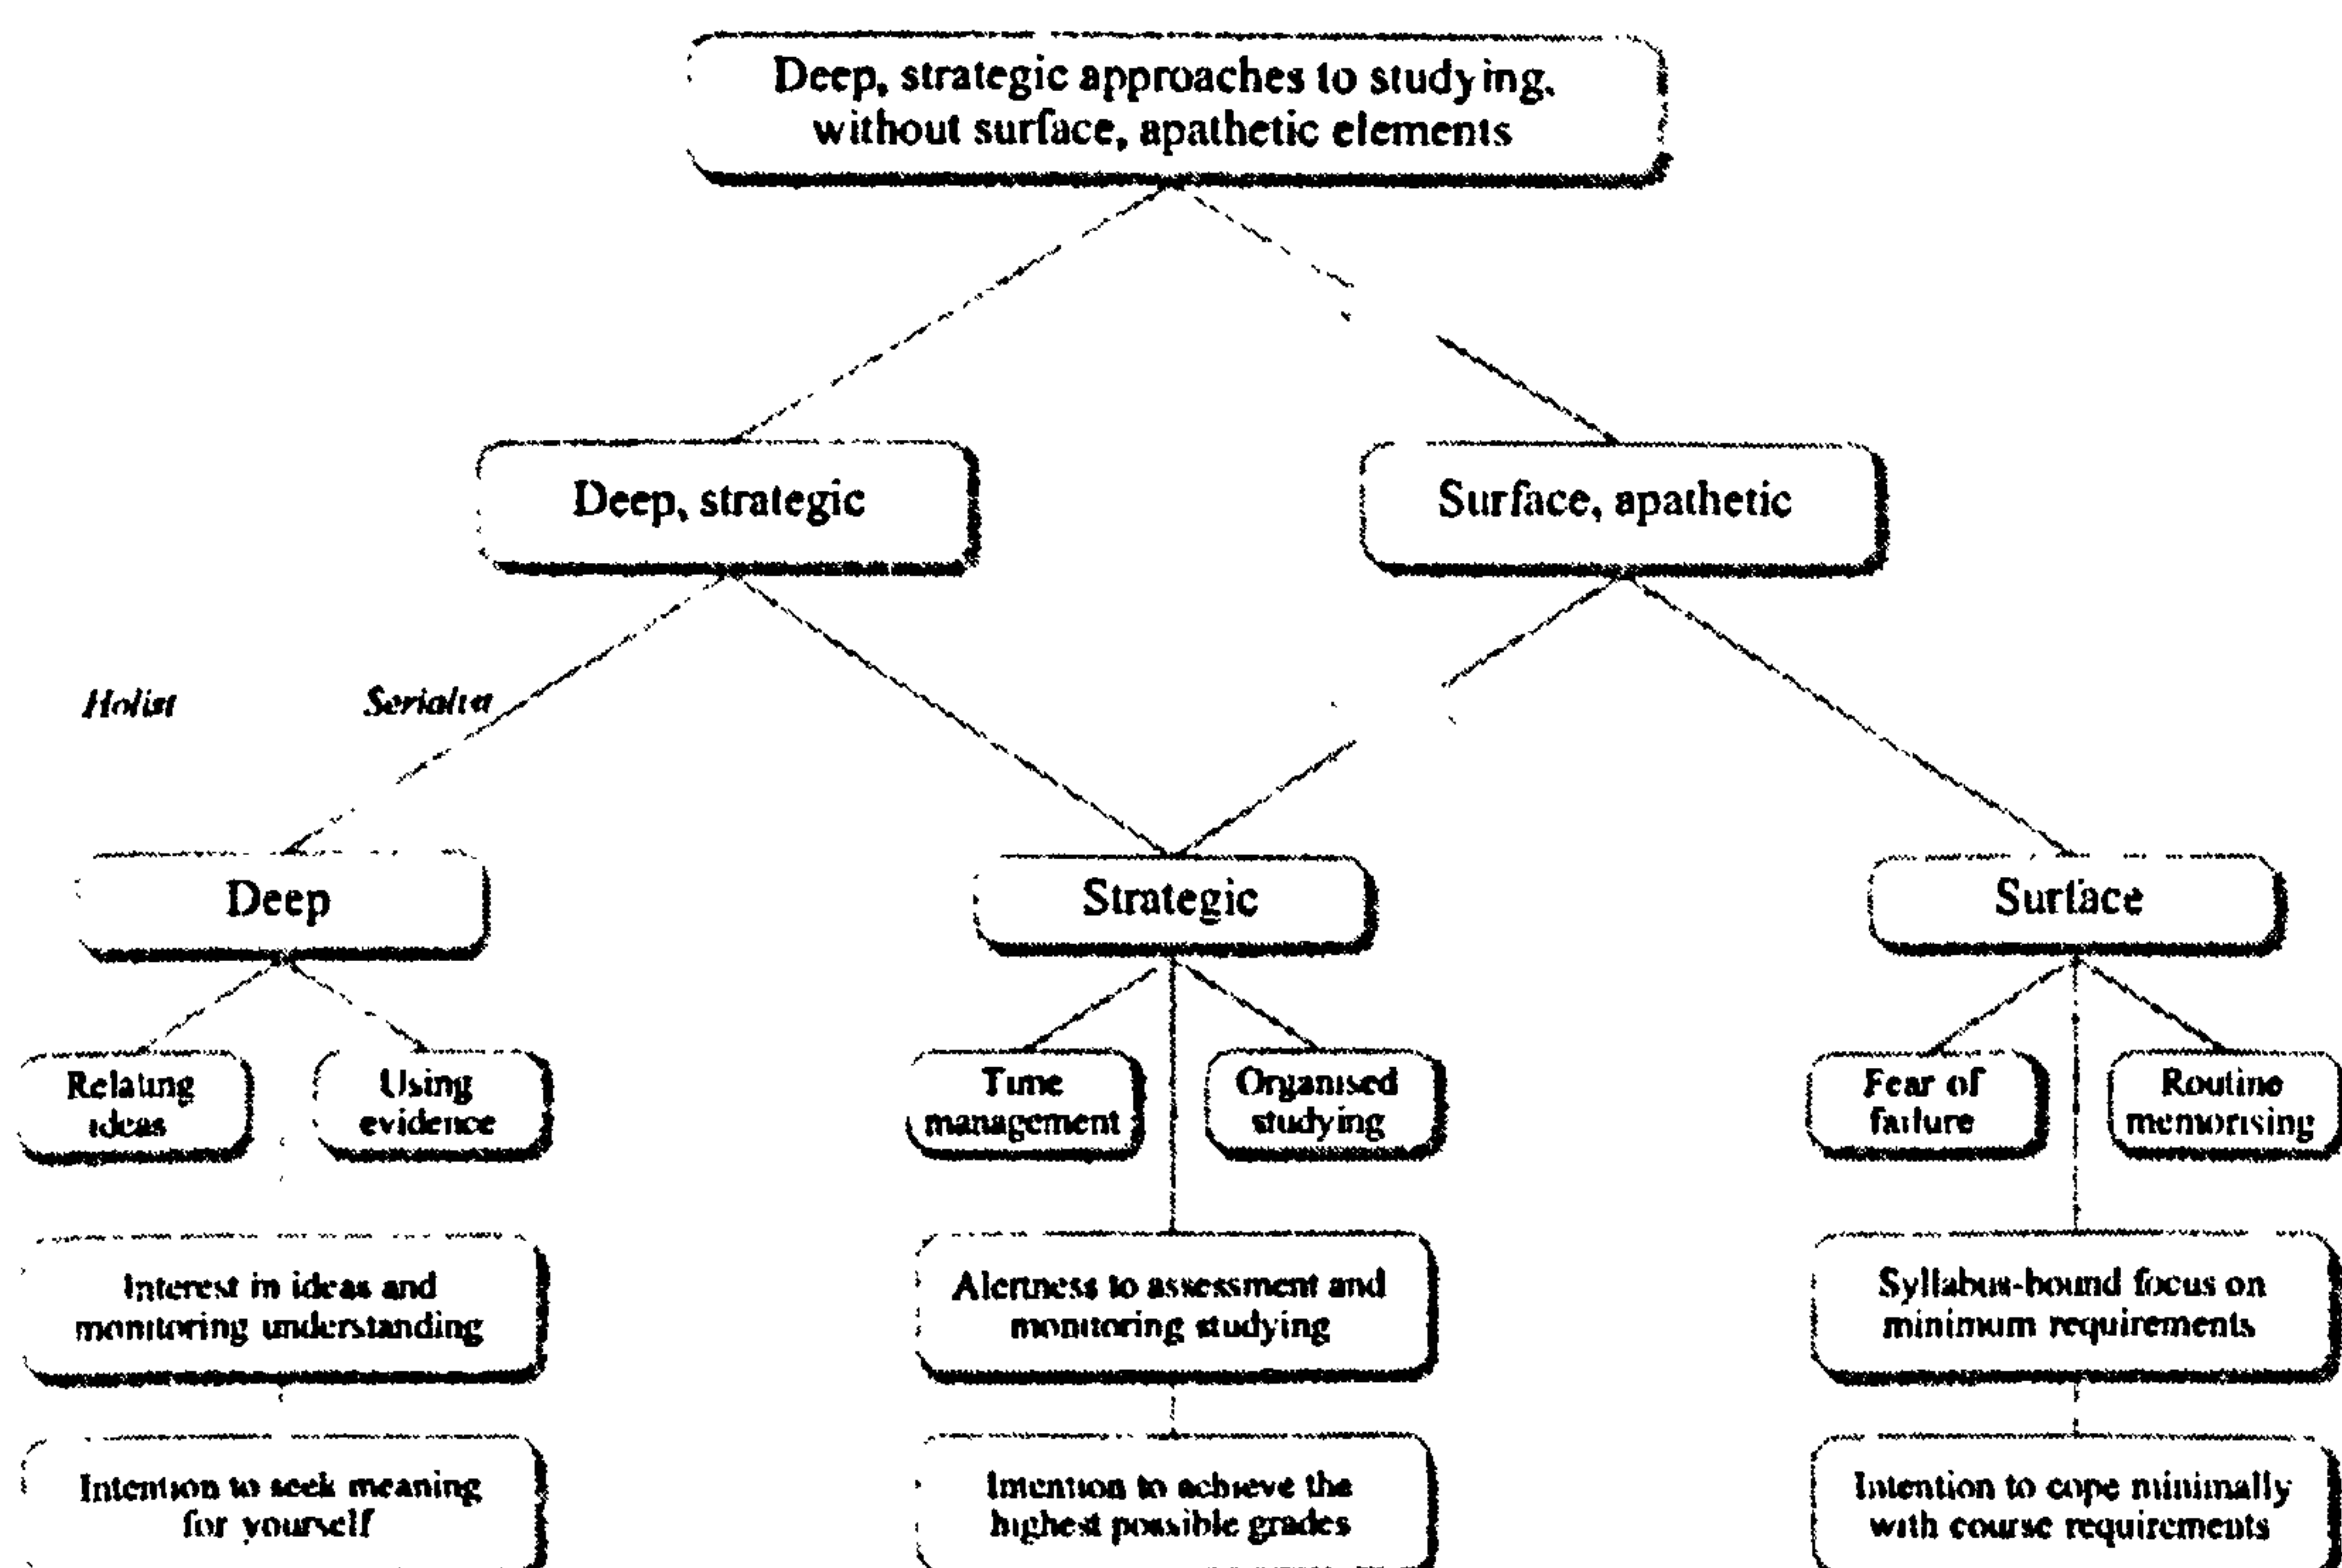 Deep, strategic approaches to studying,
without surface, apathetic elements
Deep, strategic
Surface, apathetic
Holist
Serialist
Deep
Strategic
Surface
Relating
ideas
Using
evidence
Time
management
Organised
studying
Fear of
failure
Routine
memorising
Interest in ideas and
monitoring understanding
Alertness to assessment and
monitoring studying
Syllabus-bound focus on
minimum requirements
Intention to seek meaning
for yourself
Intention to achieve the
highest possible grades
Intention to cope minimally
with course requirements